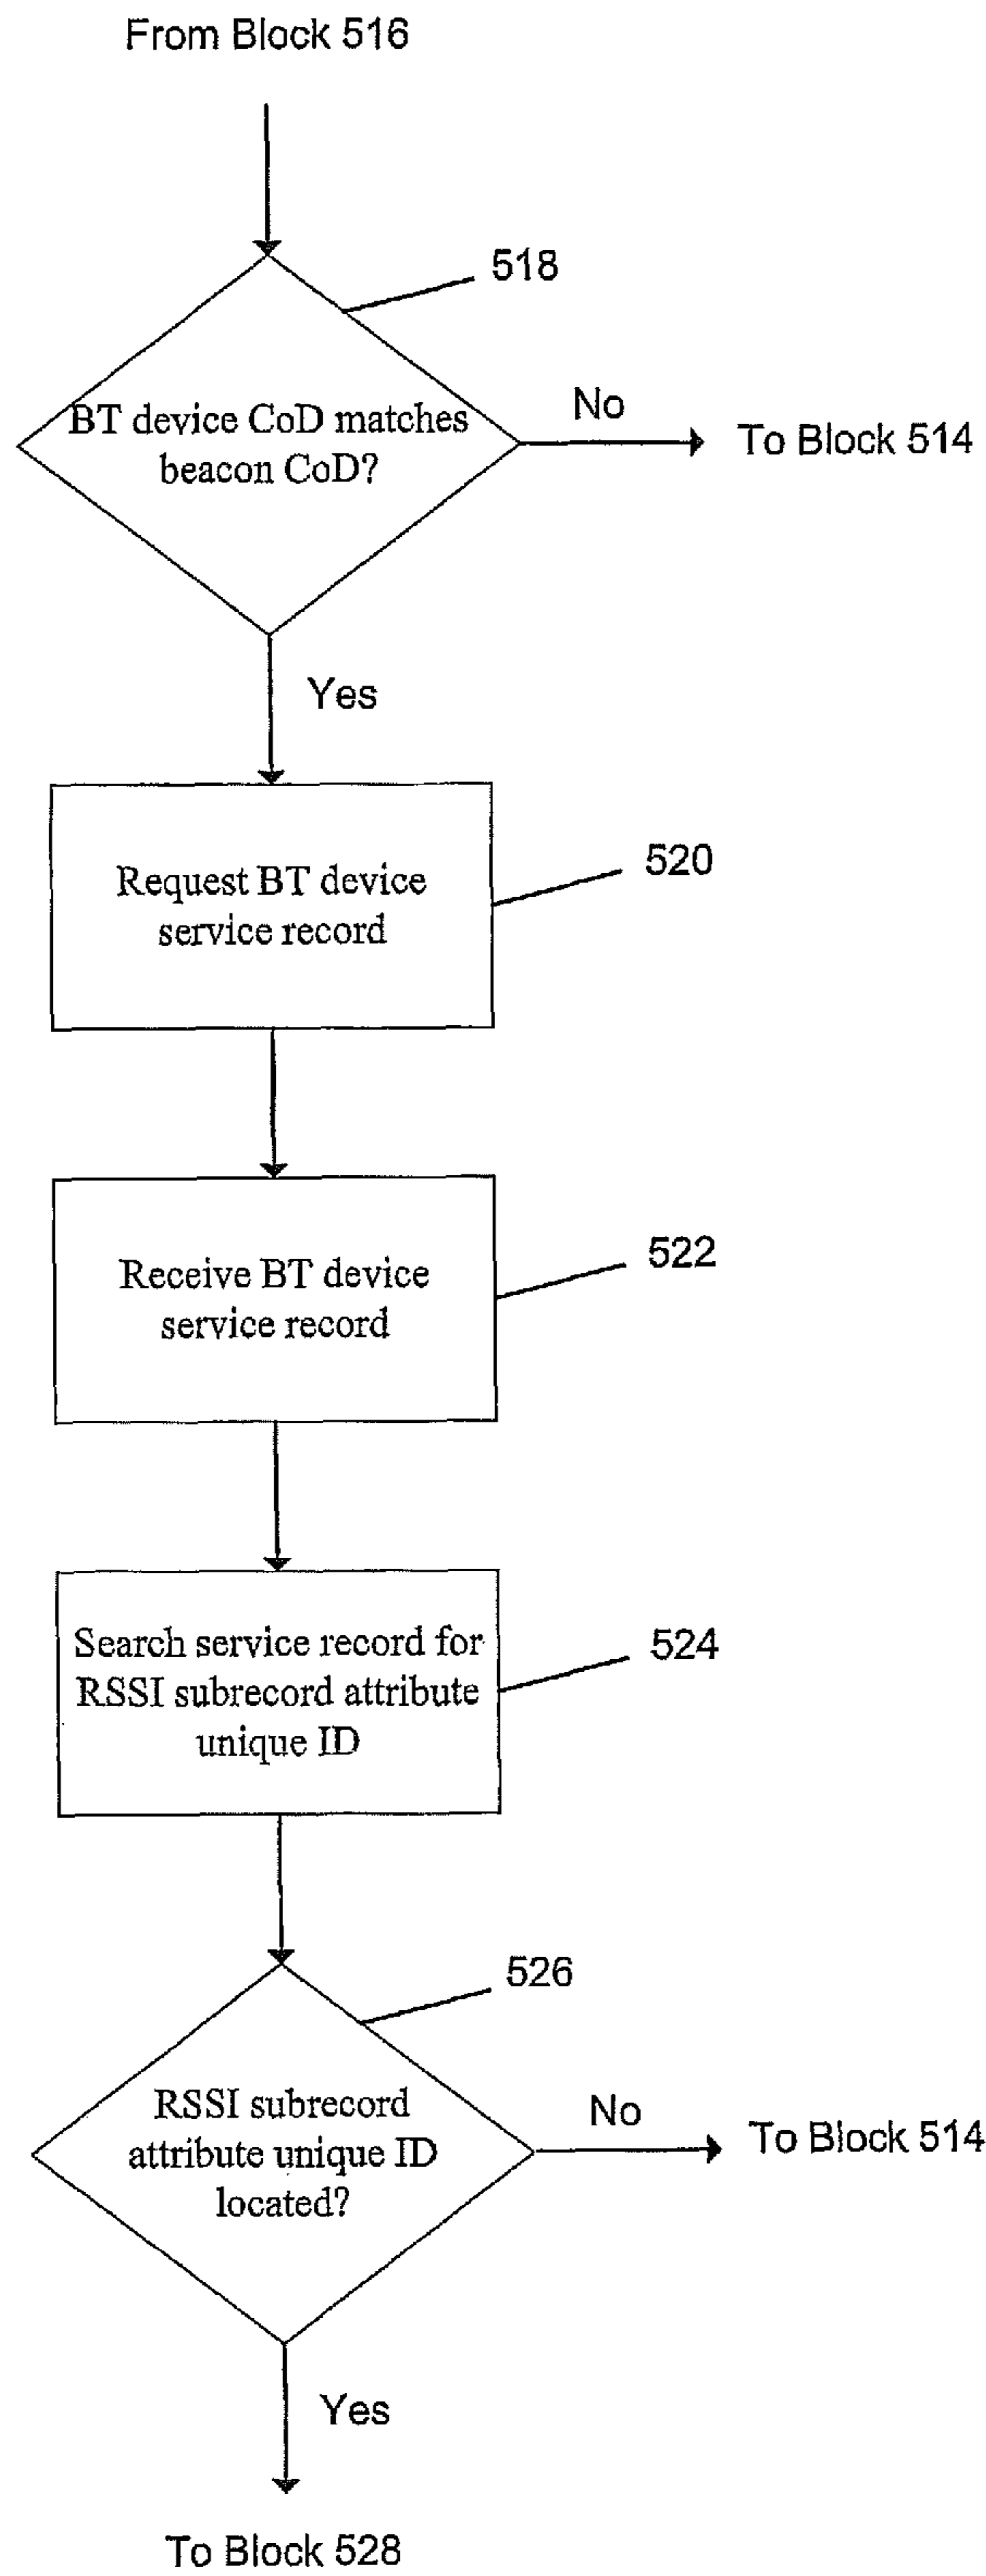 From Block 516
518
BT device CoD matches
beacon CoD?
No
To Block 514
Yes
Request BT device
service record
520
Receive BT device
service record
522
Search service record for
RSSI subrecord attribute
unique ID
524
526
RSSI subrecord
attribute unique ID
located?
No
To Block 514
Yes
To Block 528